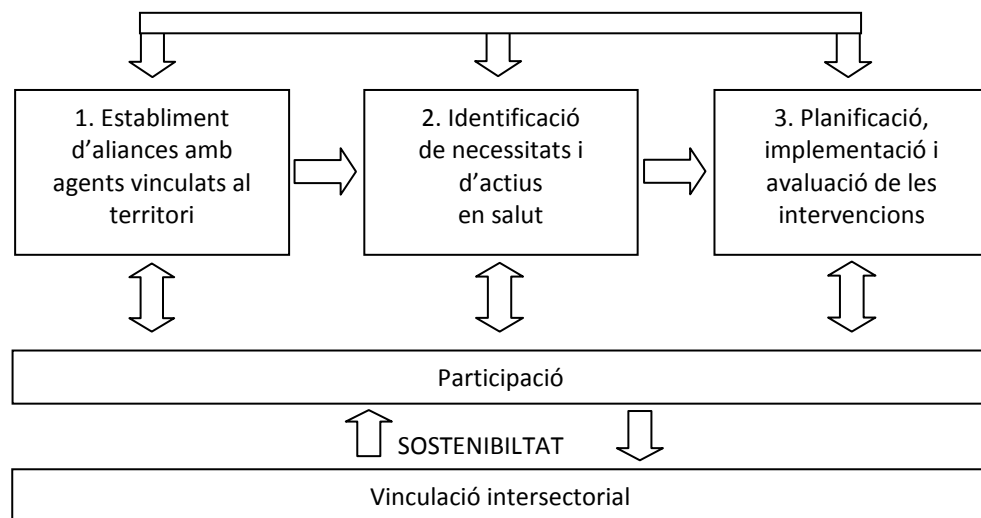 1. Establiment
d’aliances amb
agents vinculats al
territori
2. Identificació
de necessitats i
d’actius
en salut
3. Planificació,
implementació i
avaluació de les
intervencions
Participació
SOSTENIBILTAT
Vinculació intersectorial